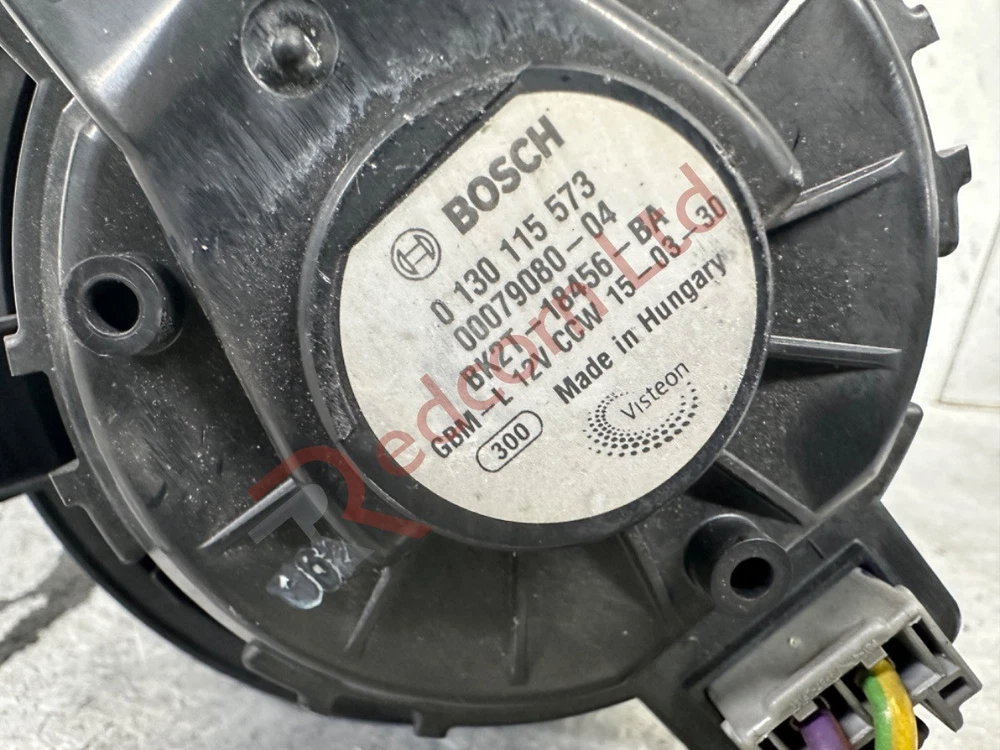 BOSCH
0 130 115 573
00079080-04
BK2T-18456-BA
GBM-L 12V CCW 15-03-30
300 Made in Hungary
Visteon
Redcorn Ltd